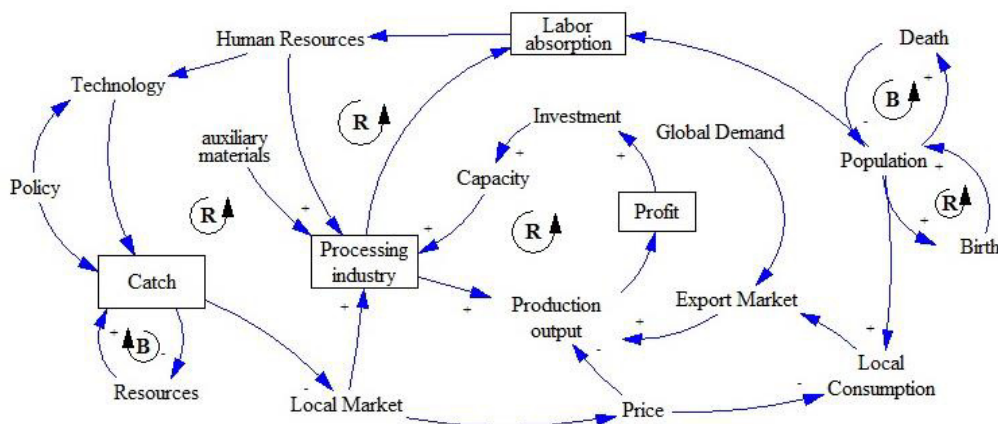 Human Resources
Labor
absorption
Death
Technology
B
+
-
R
auxiliary
materials
Investment
Global Demand
+
+
Population
+
Policy
Capacity
R
+
Profit
R
+
R
+
Birth
Processing
industry
+
Catch
+
+
Production
output
Export Market
+
-
+
+
B
-
Resources
-
Local Market
Price
-
Local
Consumption